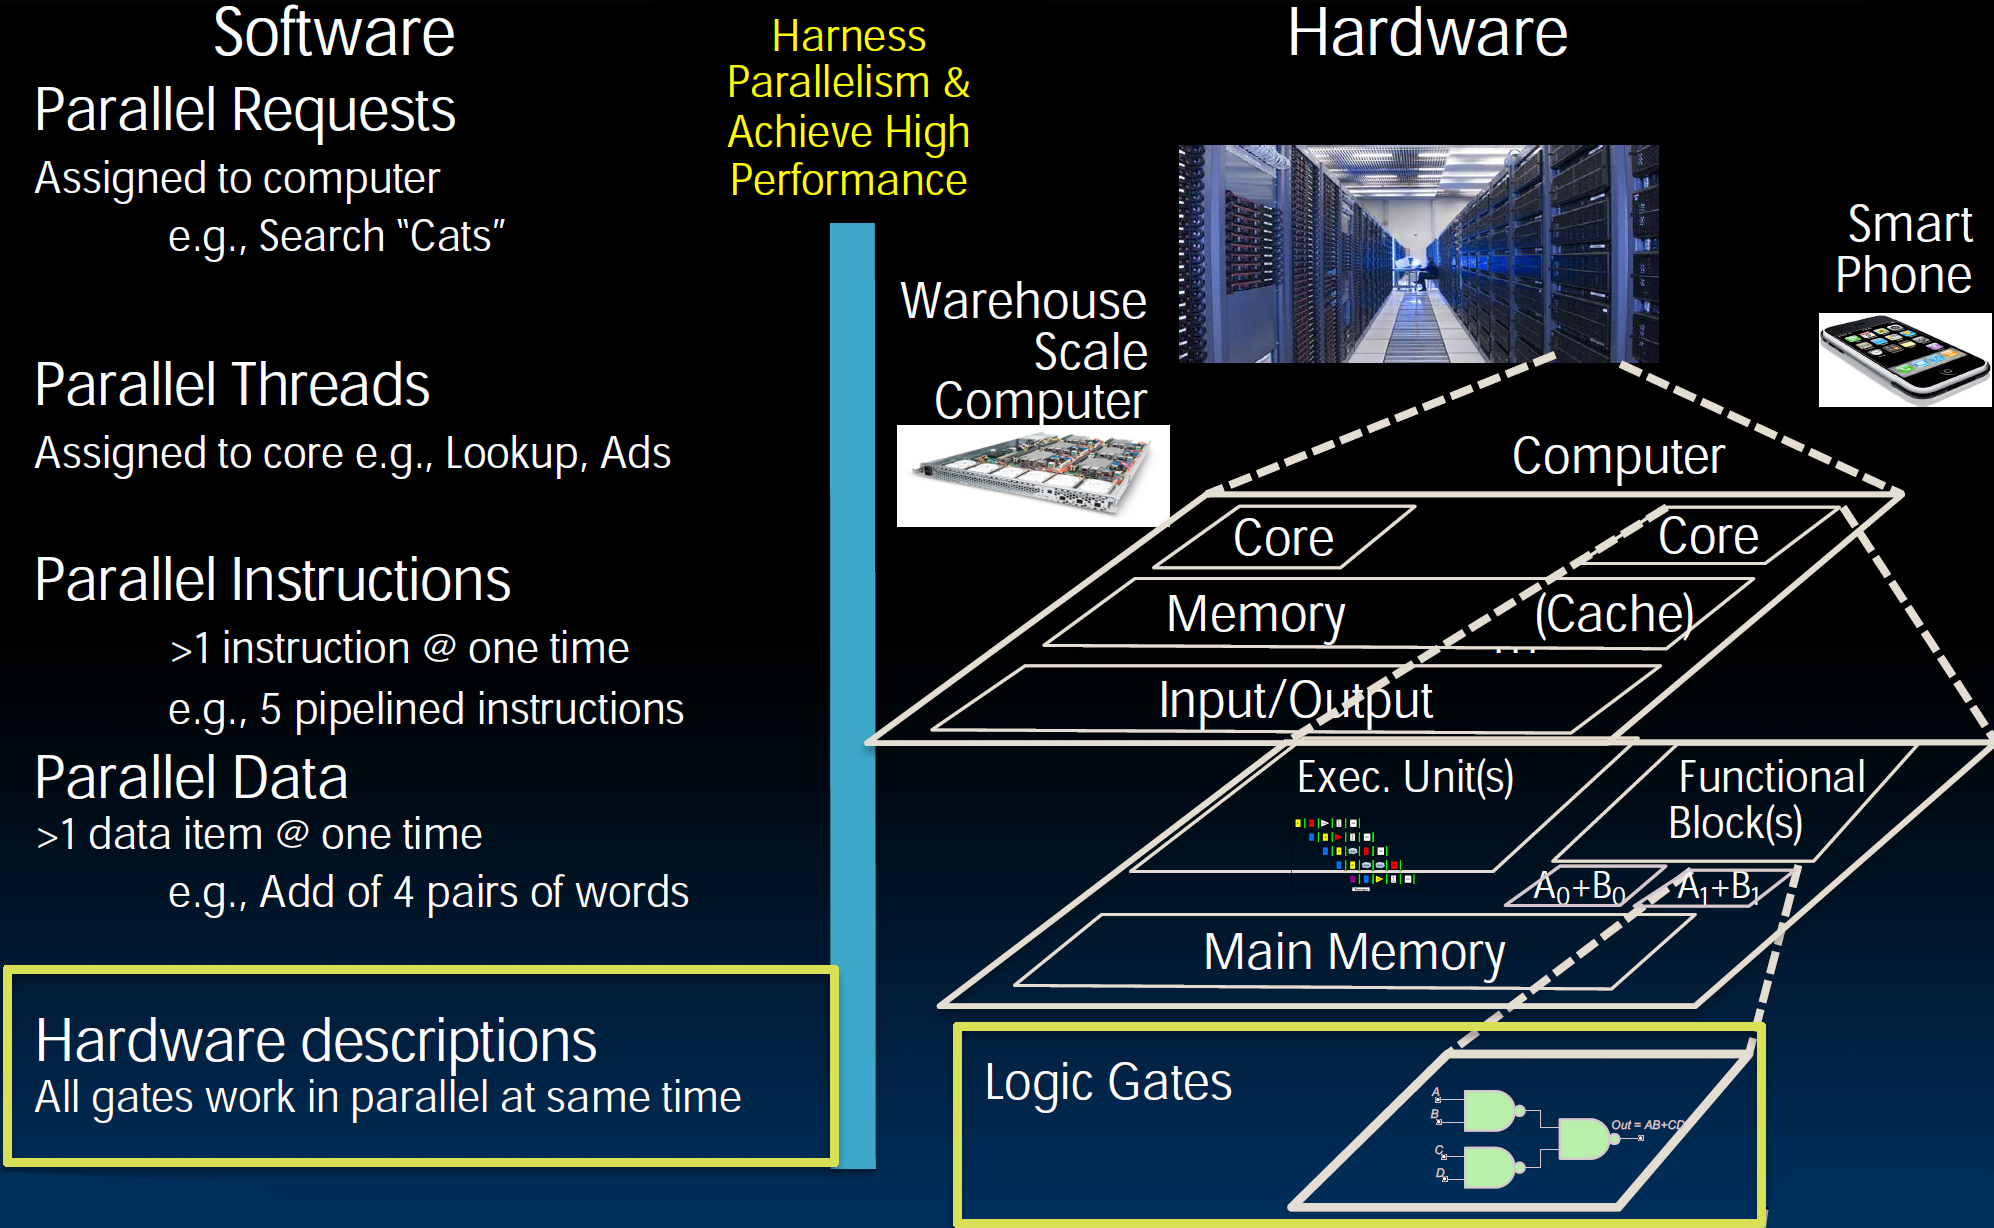 Software
Parallel Requests
Assigned to computer
e.g., Search “Cats”
Parallel Threads
Assigned to core e.g., Lookup, Ads
Parallel Instructions
>1 instruction @ one time
e.g., 5 pipelined instructions
Parallel Data
>1 data item @ one time
e.g., Add of 4 pairs of words
Hardware descriptions
All gates work in parallel at same time
Harness
Parallelism &
Achieve High
Performance
Hardware
Warehouse
Scale
Computer
Smart
Phone
Computer
Core
Core
Memory (Cache)
…
Input/Output
Exec. Unit(s)
Functional
Block(s)
A₀+B₀
A₁+B₁
Main Memory
Logic Gates
A
B
C
D
Out = AB+CD